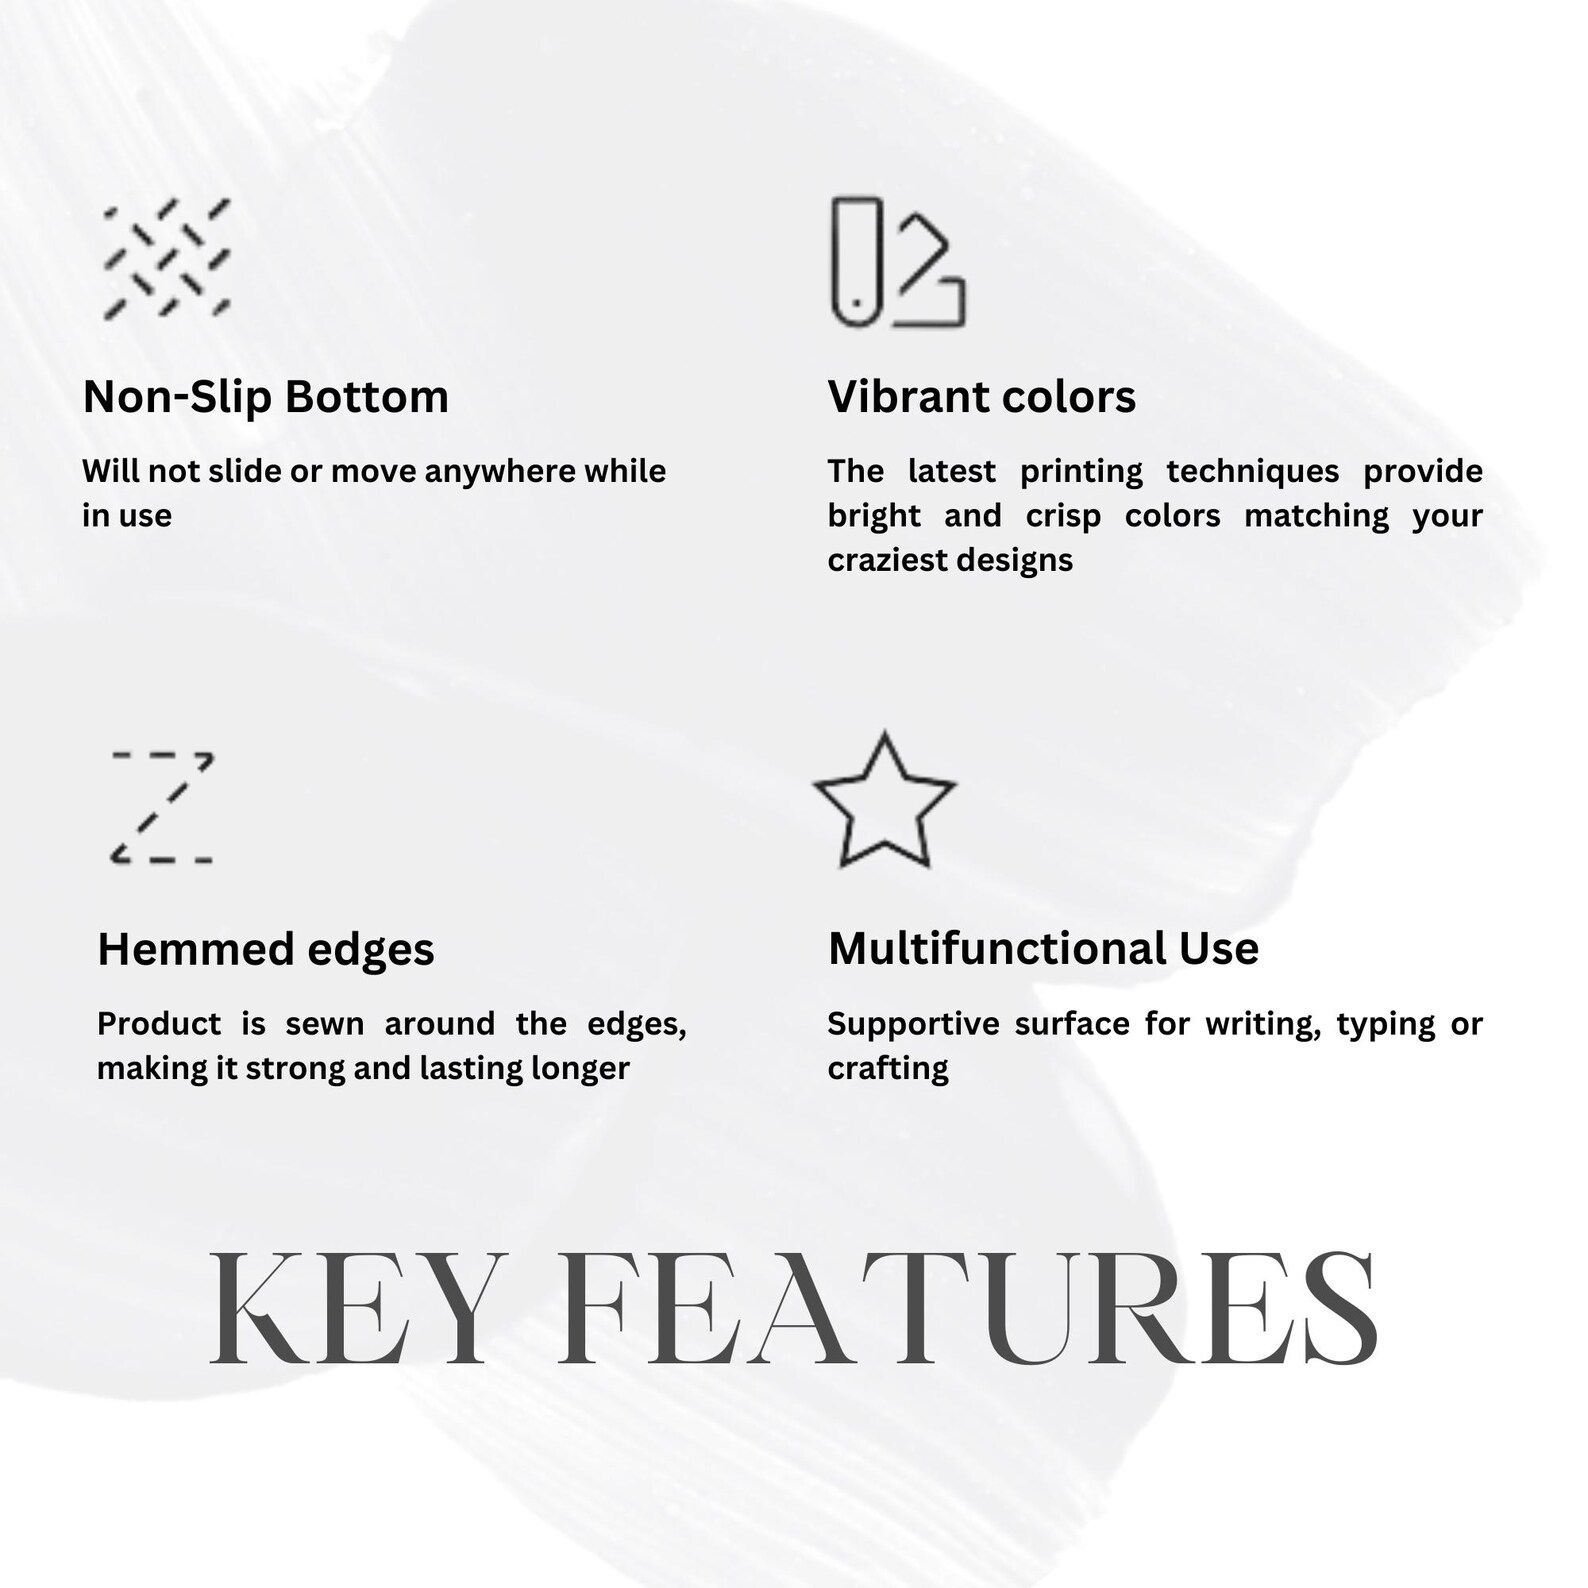 Non-Slip Bottom
Will not slide or move anywhere while
in use
Vibrant colors
The latest printing techniques provide
bright and crisp colors matching your
craziest designs
Hemmed edges
Product is sewn around the edges,
making it strong and lasting longer
Multifunctional Use
Supportive surface for writing, typing or
crafting
KEY FEATURES